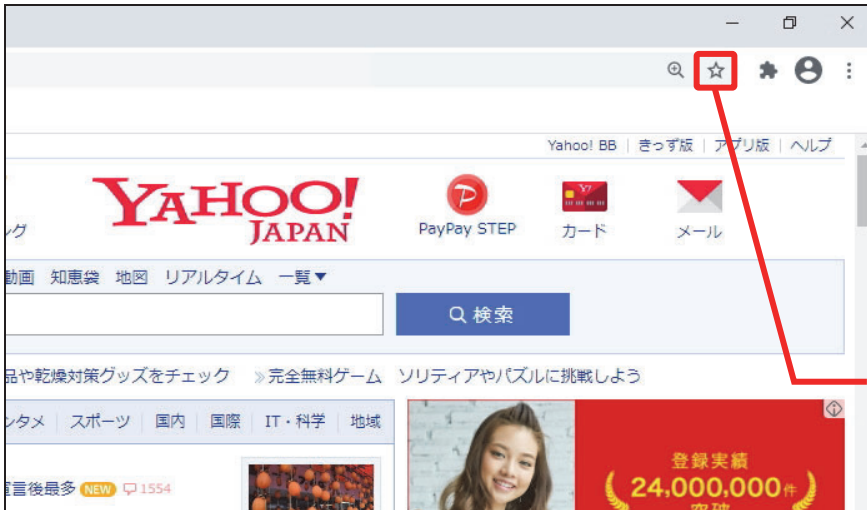 Yahoo! BB きっず版 アプリ版 ヘルプ
YAHOO!
JAPAN
ング PayPay STEP カード メール
動画 知恵袋 地図 リアルタイム 一覧▼
検索
品や乾燥対策グッズをチェック ≫完全無料ゲーム ソリティアやパズルに挑戦しよう
ンタメ スポーツ 国内 国際 IT・科学 地域
登録実績
宣言後最多 NEW 1554
24,000,000件
突破